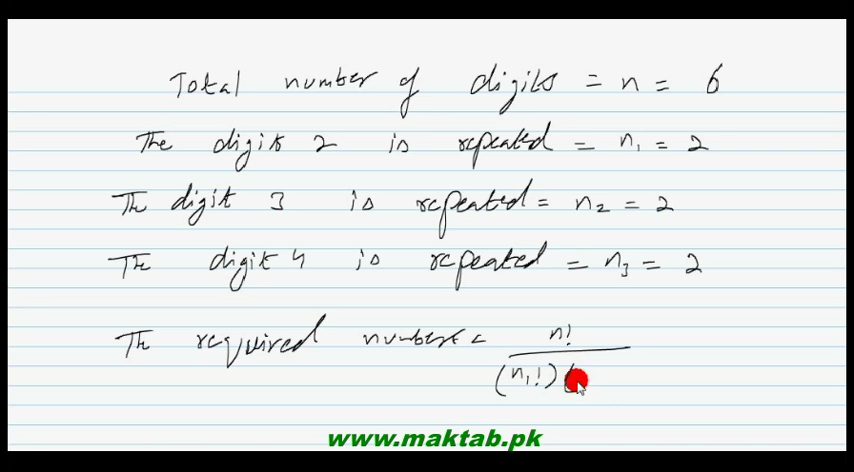 Total number of digits = n = 6
The digit 2 is repeated = n₁ = 2
The digit 3 is repeated = n₂ = 2
The digit 4 is repeated = n₃ = 2
The required number = n! / (n₁!) (
www.maktab.pk